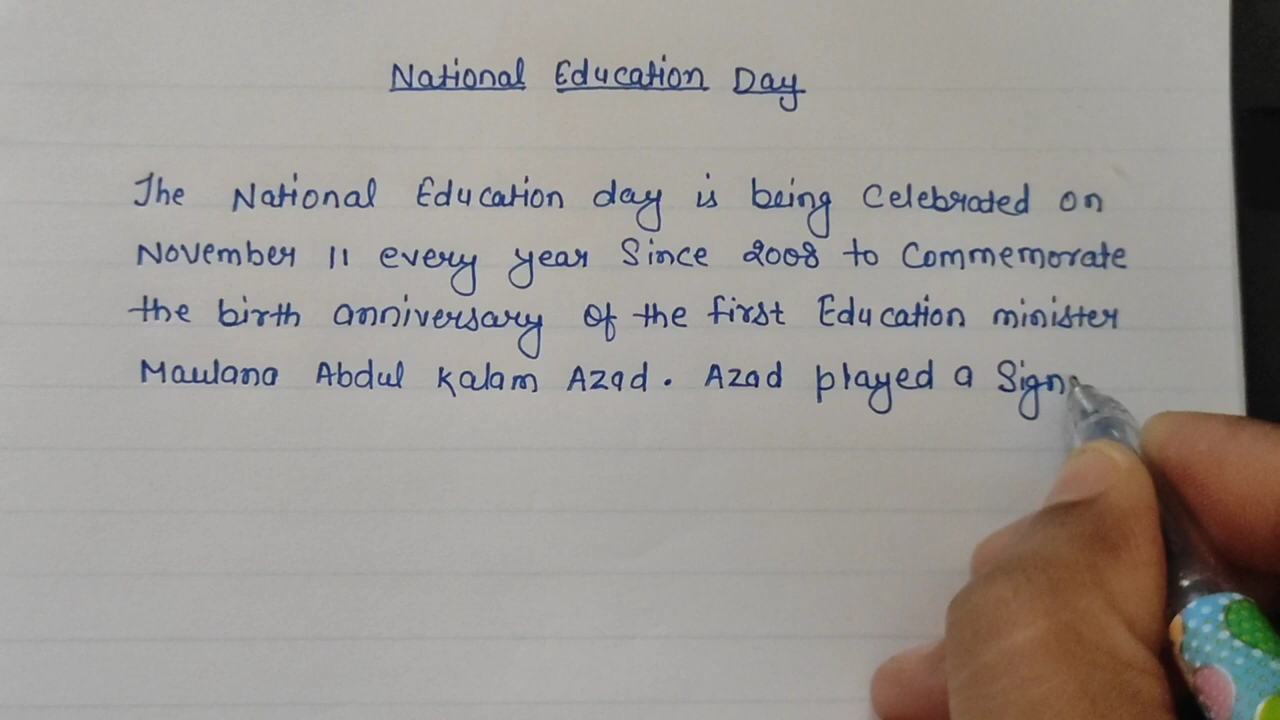 National Education Day
The National Education day is being Celebrated on
November 11 every year Since 2008 to Commemorate
the birth anniversary of the first Education minister
Maulana Abdul Kalam Azad. Azad played a Sign